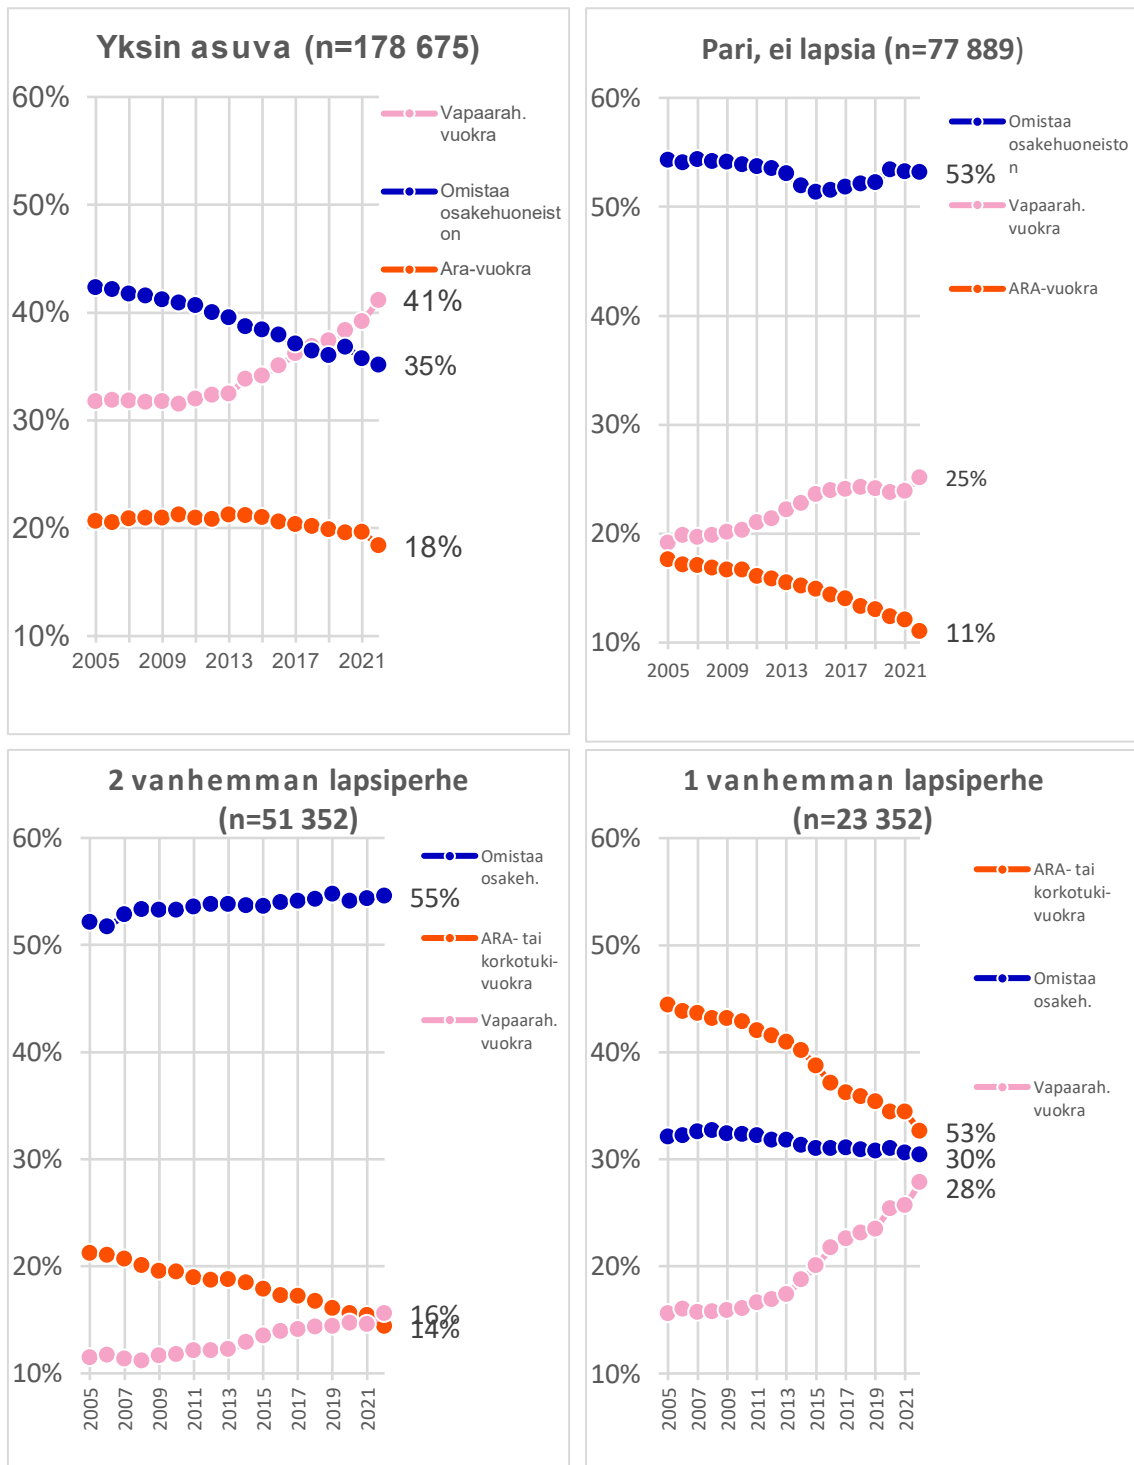 Yksin asuva (n=178 675)
60%
50%
40%
30%
20%
10%
2005 2009 2013 2017 2021
Vapaarah.
vuokra
Omistaa
osakehuoneist
on
Ara-vuokra
41%
35%
18%
Pari, ei lapsia (n=77 889)
60%
50%
40%
30%
20%
10%
2005 2009 2013 2017 2021
Omistaa
osakehuoneisto
n
53%
Vapaarah.
vuokra
ARA-vuokra
25%
11%
2 vanhemman lapsiperhe
(n=51 352)
60%
50%
40%
30%
20%
10%
2005 2007 2009 2011 2013 2015 2017 2019 2021
Omistaa
osakeh.
55%
ARA- tai
korkotuki-
vuokra
Vapaarah.
vuokra
16%
14%
1 vanhemman lapsiperhe
(n=23 352)
60%
50%
40%
30%
20%
10%
2005 2007 2009 2011 2013 2015 2017 2019 2021
ARA- tai
korkotuki-
vuokra
Omistaa
osakeh.
Vapaarah.
vuokra
53%
30%
28%